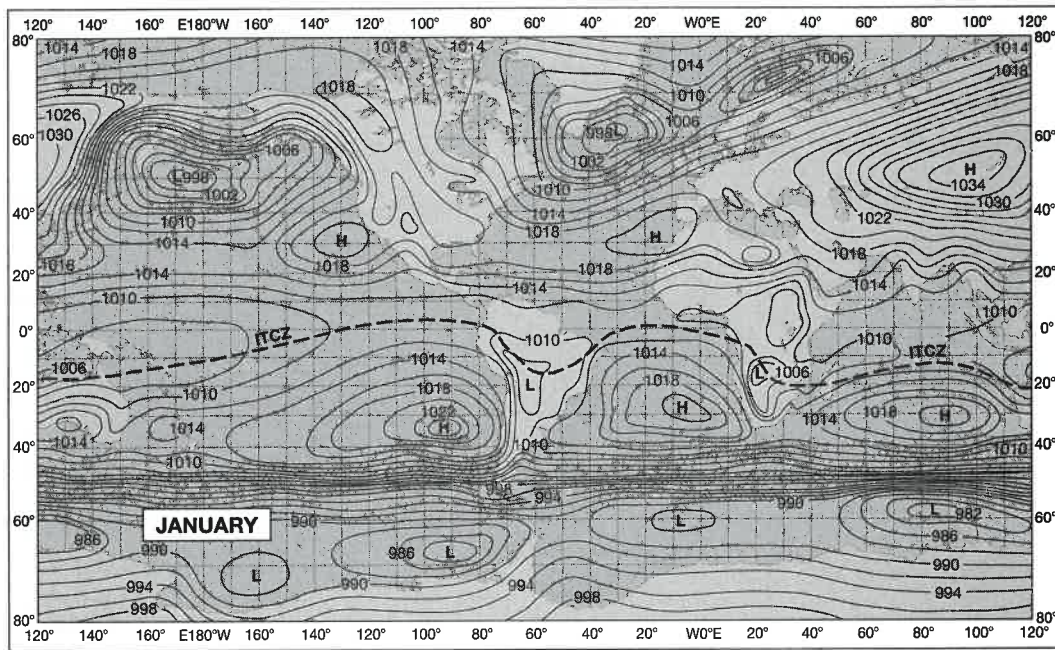 120° 140° 160° E180°W 160° 140° 120° 100° 80° 60° 40° 20° W0°E 20° 40° 60° 80° 100° 120°
80° 1014 1018 1014 1006 1014 80°
1018 1018 1014 1018
1022 1018 1010
1026 1006
1030 998 L
60° 1006 60°
1002 H
L 998 1034
1002 1010 1030
40° 1010 1014 1022 40°
1014 H 1018 H
1018 1018 1018 1018
20° 1014 1014 1014 20°
1010 1010
0° ITCZ 1010 1010 0°
1014 1014 ITCZ
1006 L L 1006
20° 1010 1018 1018 20°
1022 H 1018 H
1014 1014 H 1014
40° 1010 1010 1010 40°
998 994 990
60° JANUARY 990 L L 982 60°
986 986 L 986
990 L 990 990
994 994 994
998 998
80° 80°
120° 140° 160° E180°W 160° 140° 120° 100° 80° 60° 40° 20° W0°E 20° 40° 60° 80° 100° 120°